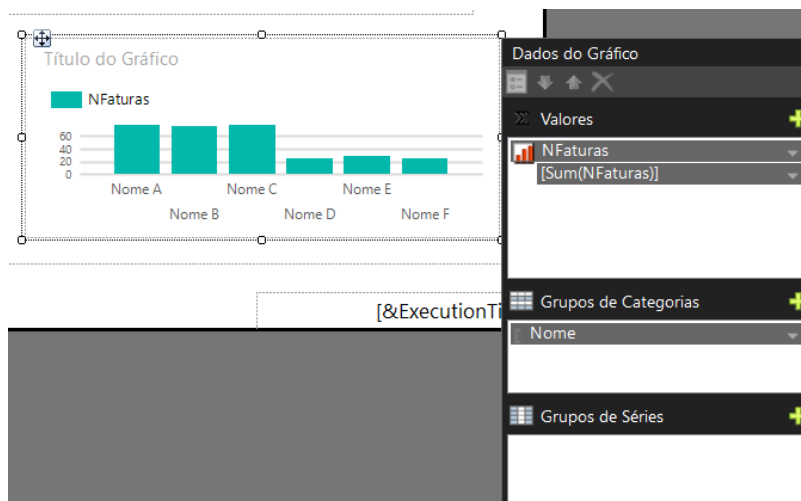 Título do Gráfico
NFaturas
60
40
20
0
Nome A
Nome B
Nome C
Nome D
Nome E
Nome F
[&ExecutionTi
Dados do Gráfico
Valores
NFaturas
[Sum(NFaturas)]
Grupos de Categorias
Nome
Grupos de Séries